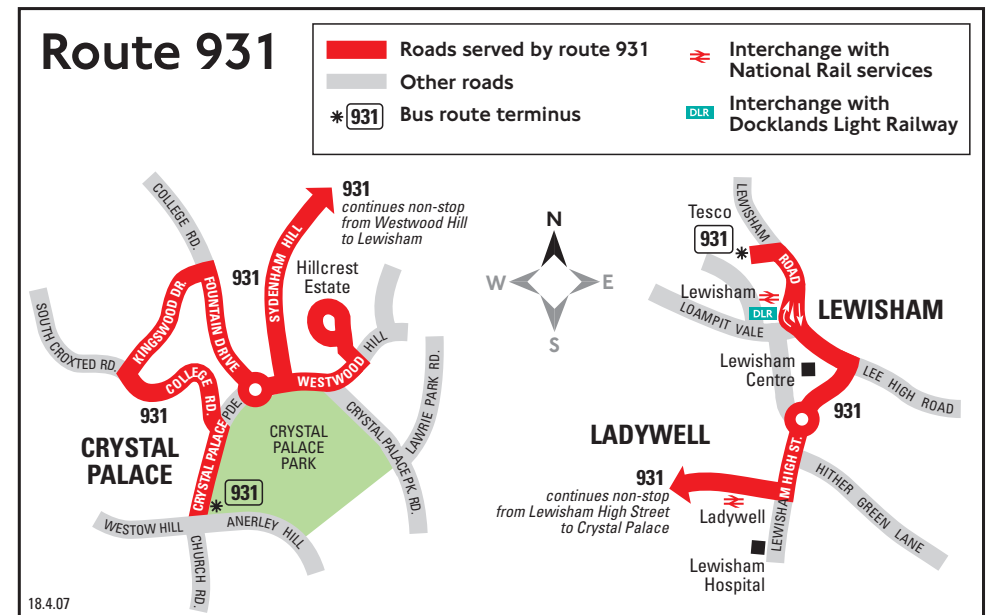 Route 931
Roads served by route 931
Other roads
931
Bus route terminus
Interchange with
National Rail services
DLR
Interchange with
Docklands Light Railway
COLLEGE RD.
931
continues non-stop
from Westwood Hill
to Lewisham
931
SYDENHAM HILL
Hillcrest
Estate
FOUNTAIN DRIVE
KINGSWOOD DR.
SOUTH CROXTED RD.
COLLEGE RD.
931
WESTWOOD
HILL
CRYSTAL
PALACE
CRYSTAL PALACE PDE.
CRYSTAL
PALACE
PARK
CRYSTAL PALACE PK. RD.
LAWRIE PARK RD.
931
WESTOW HILL
ANERLEY HILL
CHURCH RD.
18.4.07
N
W
E
S
LEWISHAM
ROAD
Tesco
931
Lewisham
DLR
LOAMPIT VALE
LEWISHAM
Lewisham
Centre
LEE HIGH ROAD
931
LADYWELL
931
continues non-stop
from Lewisham High Street
to Crystal Palace
LEWISHAM HIGH ST.
HITHER GREEN LANE
Ladywell
Lewisham
Hospital